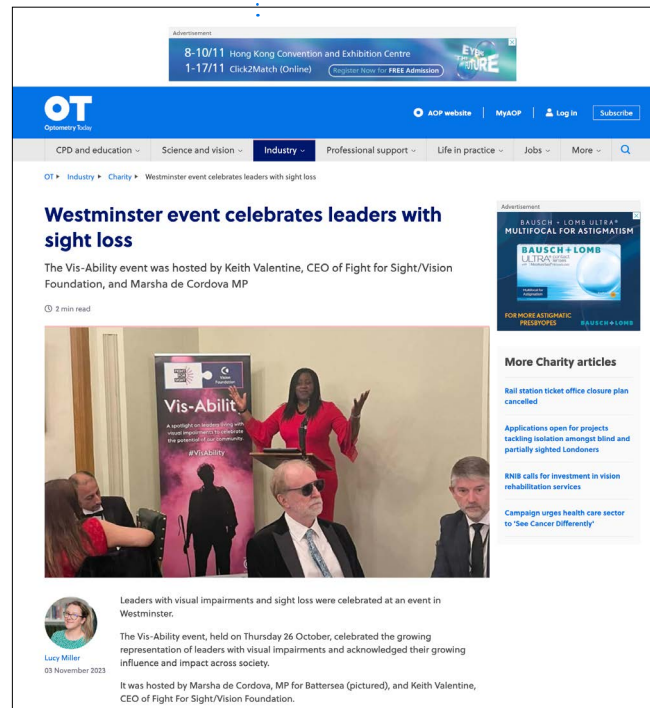 Advertisement
8-10/11 Hong Kong Convention and Exhibition Centre
1-17/11 Click2Match (Online) Register Now for FREE Admission
EYE
THE
FUTURE
OT
Optometry Today
AOP website | MyAOP | Log in Subscribe
CPD and education Science and vision Industry Professional support Life in practice Jobs More
OT Industry Charity Westminster event celebrates leaders with sight loss
Westminster event celebrates leaders with
sight loss
The Vis-Ability event was hosted by Keith Valentine, CEO of Fight for Sight/Vision
Foundation, and Marsha de Cordova MP
2 min read
Vision
Foundation
Vis-Abilit
A spotlight on leaders living with
visual impairments to celebrate
the potential of our community.
#VisAbility
Lucy Miller
03 November 2023
Leaders with visual impairments and sight loss were celebrated at an event in
Westminster.
The Vis-Ability event, held on Thursday 26 October, celebrated the growing
representation of leaders with visual impairments and acknowledged their growing
influence and impact across society.
It was hosted by Marsha de Cordova, MP for Battersea (pictured), and Keith Valentine,
CEO of Fight For Sight/Vision Foundation.
Advertisement
BAUSCH + LOMB ULTRA®
MULTIFOCAL FOR ASTIGMATISM
BAUSCH + LOMB
ULTRA® contact lenses
FOR MORE ASTIGMATIC
PRESBYOPES
BAUSCH + LOMB
More Charity articles
Rail station ticket office closure plan
cancelled
Applications open for projects
tackling isolation amongst blind and
partially sighted Londoners
RNIB calls for investment in vision
rehabilitation services
Campaign urges health care sector
to 'See Cancer Differently'